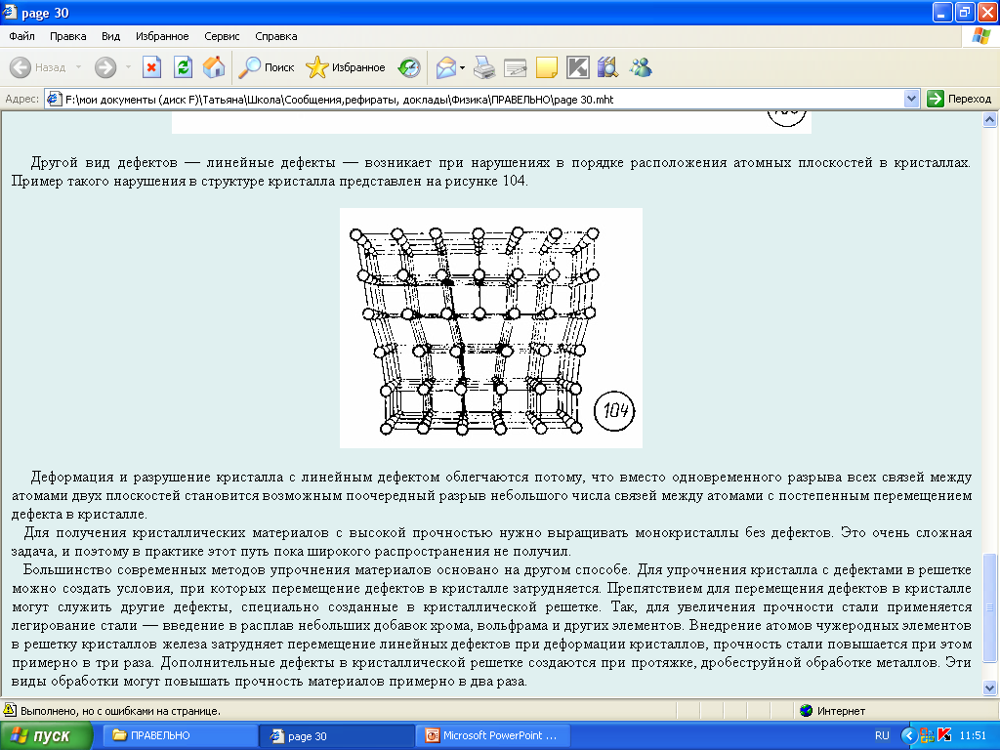 page 30
Файл Правка Вид Избранное Сервис Справка
Назад Поиск Избранное
Адрес: F:\мои документы (диск F)\Татьяна\Школа\Сообщения,рефираты, доклады\Физика\ПРАВЕЛЬНО\page 30.mht Переход
Другой вид дефектов — линейные дефекты — возникает при нарушениях в порядке расположения атомных плоскостей в кристаллах.
Пример такого нарушения в структуре кристалла представлен на рисунке 104.
104
Деформация и разрушение кристалла с линейным дефектом облегчаются потому, что вместо одновременного разрыва всех связей между
атомами двух плоскостей становится возможным поочередный разрыв небольшого числа связей между атомами с постепенным перемещением
дефекта в кристалле.
Для получения кристаллических материалов с высокой прочностью нужно выращивать монокристаллы без дефектов. Это очень сложная
задача, и поэтому в практике этот путь пока широкого распространения не получил.
Большинство современных методов упрочнения материалов основано на другом способе. Для упрочнения кристалла с дефектами в решетке
можно создать условия, при которых перемещение дефектов в кристалле затрудняется. Препятствием для перемещения дефектов в кристалле
могут служить другие дефекты, специально созданные в кристаллической решетке. Так, для увеличения прочности стали применяется
легирование стали — введение в расплав небольших добавок хрома, вольфрама и других элементов. Внедрение атомов чужеродных элементов
в решетку кристаллов железа затрудняет перемещение линейных дефектов при деформации кристаллов, прочность стали повышается при этом
примерно в три раза. Дополнительные дефекты в кристаллической решетке создаются при протяжке, дробеструйной обработке металлов. Эти
виды обработки могут повышать прочность материалов примерно в два раза.
Выполнено, но с ошибками на странице. Интернет
пуск ПРАВЕЛЬНО page 30 Microsoft PowerPoint ... RU 11:51